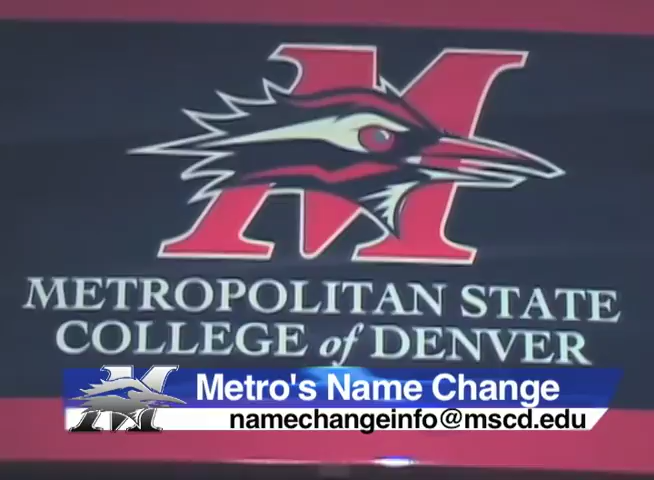 M
METROPOLITAN STATE
COLLEGE of DENVER
Metro's Name Change
namechangeinfo@mscd.edu